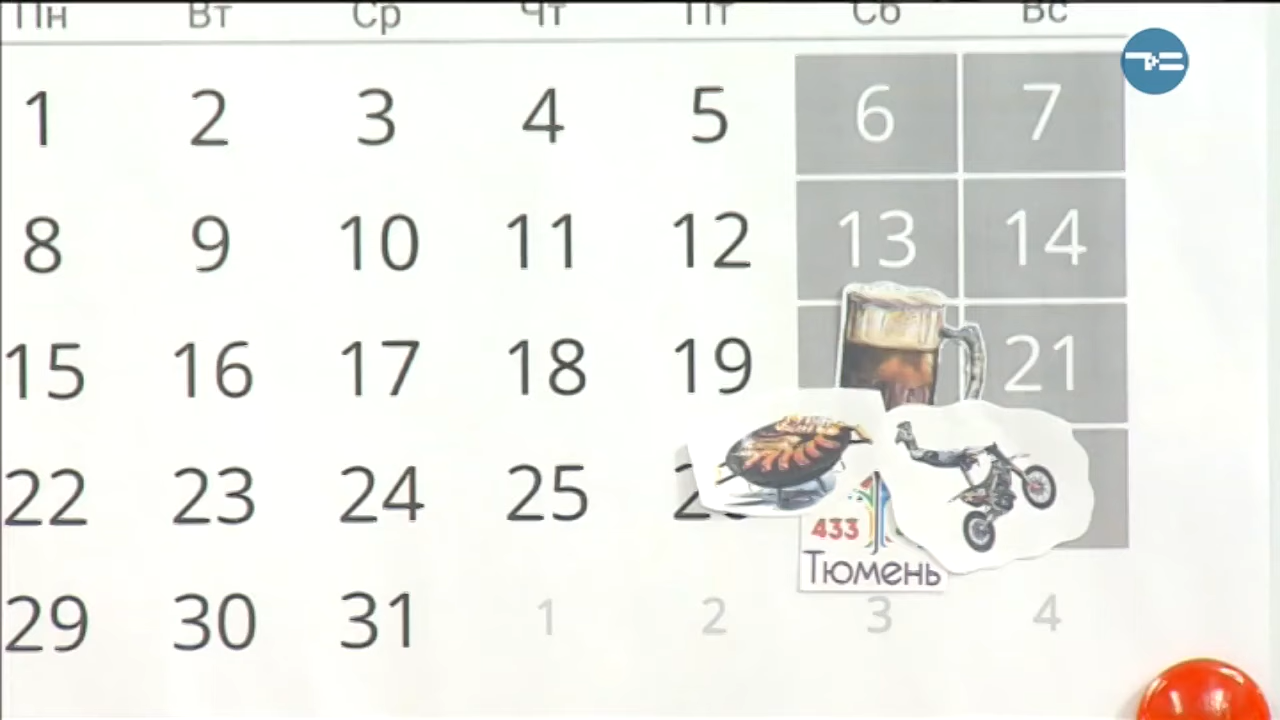 Пн Вт Ср Чт Пт Сб Вс
1 2 3 4 5 6 7
8 9 10 11 12 13 14
15 16 17 18 19 21
22 23 24 25
433
Тюмень
29 30 31 1 2 3 4